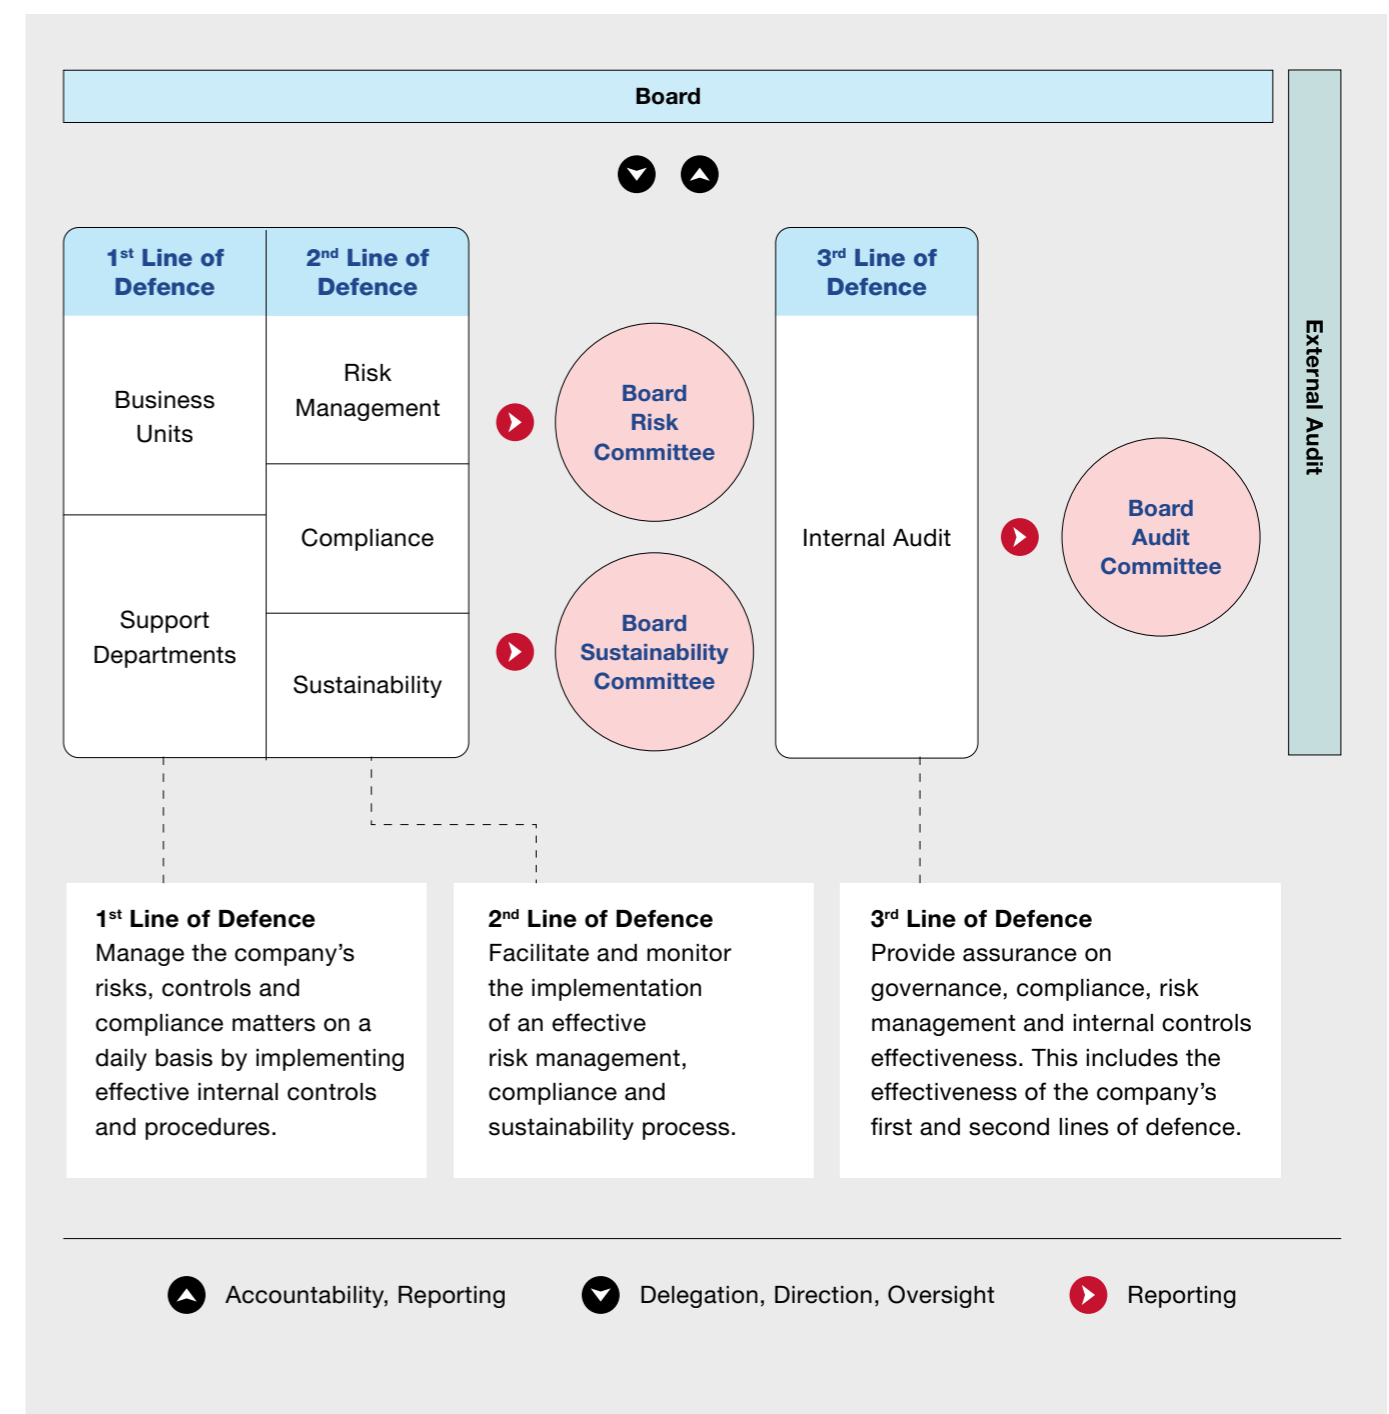 Board
External Audit
1st Line of
Defence
Business
Units
Support
Departments
2nd Line of
Defence
Risk
Management
Compliance
Sustainability
Board
Risk
Committee
Board
Sustainability
Committee
3rd Line of
Defence
Internal Audit
Board
Audit
Committee
1st Line of Defence
Manage the company’s
risks, controls and
compliance matters on a
daily basis by implementing
effective internal controls
and procedures.
2nd Line of Defence
Facilitate and monitor
the implementation
of an effective
risk management,
compliance and
sustainability process.
3rd Line of Defence
Provide assurance on
governance, compliance, risk
management and internal controls
effectiveness. This includes the
effectiveness of the company’s
first and second lines of defence.
Accountability, Reporting
Delegation, Direction, Oversight
Reporting